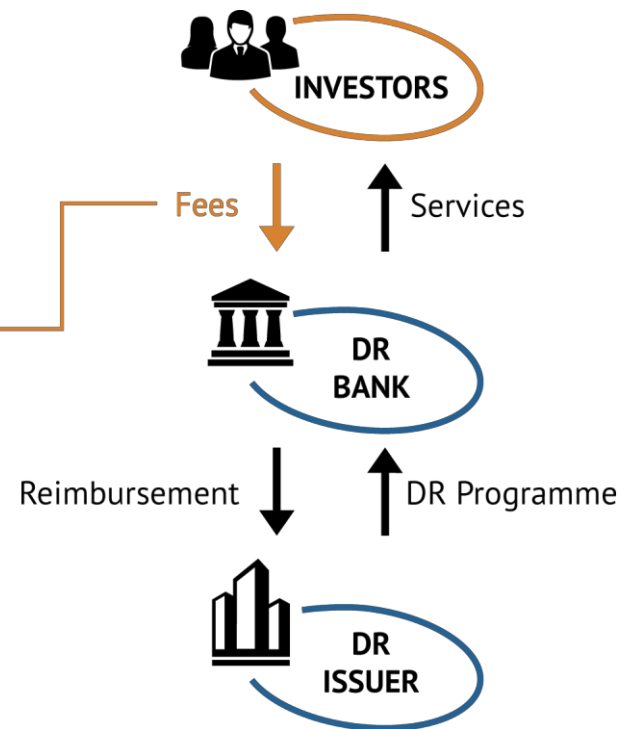 INVESTORS
Fees
Services
DR
BANK
Reimbursement
DR Programme
DR
ISSUER